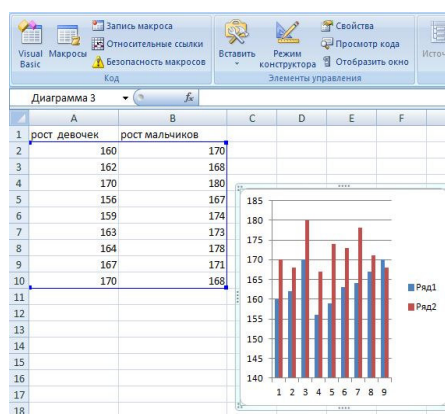 Visual Basic
Макросы
Запись макроса
Относительные ссылки
Безопасность макросов
Код
Вставить
Режим конструктора
Свойства
Просмотр кода
Отобразить окно
Элементы управления
Источ
Диаграмма 3 fx
A B C D E F
1 рост девочек рост мальчиков
2 160 170
3 162 168
4 170 180
5 156 167
6 159 174
7 163 173
8 164 178
9 167 171
10 170 168
11
12
13
14
15
16
17
18
185
180
175
170
165
160
155
150
145
140
1 2 3 4 5 6 7 8 9
Ряд1
Ряд2